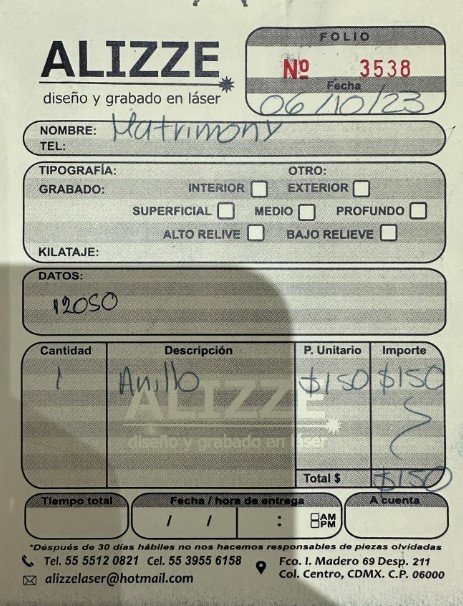 ALIZZE
diseño y grabado en láser
FOLIO
Nº 3538
Fecha
06/10/23
NOMBRE: Matrimony
TEL:
TIPOGRAFÍA: OTRO:
GRABADO: INTERIOR EXTERIOR
SUPERFICIAL MEDIO PROFUNDO
ALTO RELIVE BAJO RELIEVE
KILATAJE:
DATOS:
12050
Cantidad Descripción P. Unitario Importe
1 Anillo $150 $150
ALIZZE
diseño y grabado en láser
Total $ $150
Tiempo total Fecha / hora de entrega A cuenta
/ / : AM
PM
*Después de 30 días hábiles no nos hacemos responsables de piezas olvidadas
Tel. 55 5512 0821 Cel. 55 3955 6158
alizzelaser@hotmail.com
Fco. I. Madero 69 Desp. 211
Col. Centro, CDMX. C.P. 06000